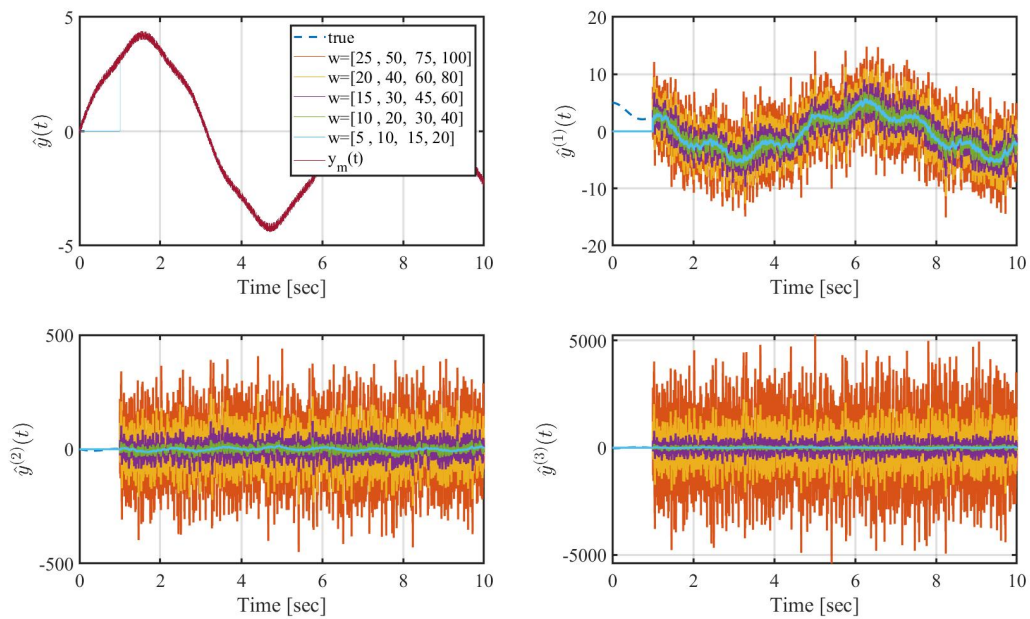 5
0
-5
ŷ(t)
0 2 4 6 8 10
Time [sec]
true
w=[25 , 50, 75, 100]
w=[20 , 40, 60, 80]
w=[15 , 30, 45, 60]
w=[10 , 20, 30, 40]
w=[5 , 10, 15, 20]
y_m(t)
20
10
0
-10
-20
ŷ⁽¹⁾(t)
0 2 4 6 8 10
Time [sec]
500
0
-500
ŷ⁽²⁾(t)
0 2 4 6 8 10
Time [sec]
5000
0
-5000
ŷ⁽³⁾(t)
0 2 4 6 8 10
Time [sec]